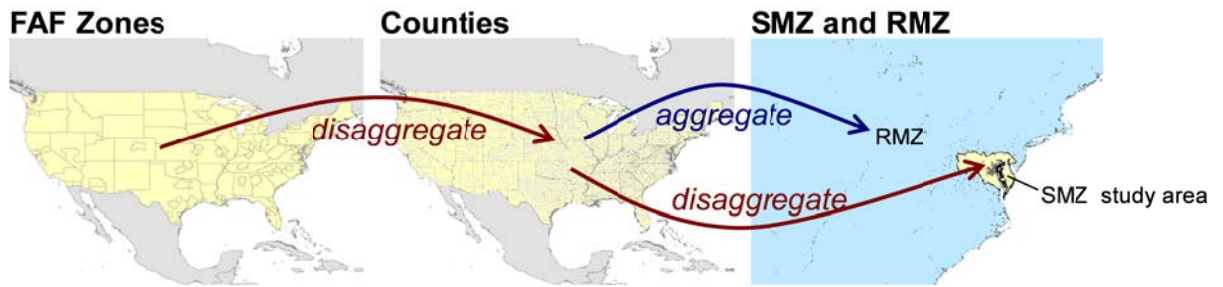 FAF Zones
Counties
SMZ and RMZ
disaggregate
aggregate
RMZ
disaggregate
SMZ study area